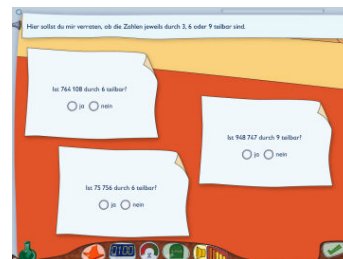 Hier sollst du mir verraten, ob die Zahlen jeweils durch 3, 6 oder 9 teilbar sind.
Ist 764 108 durch 6 teilbar?
ja nein
Ist 948 747 durch 9 teilbar?
ja nein
Ist 75 756 durch 6 teilbar?
ja nein
0100